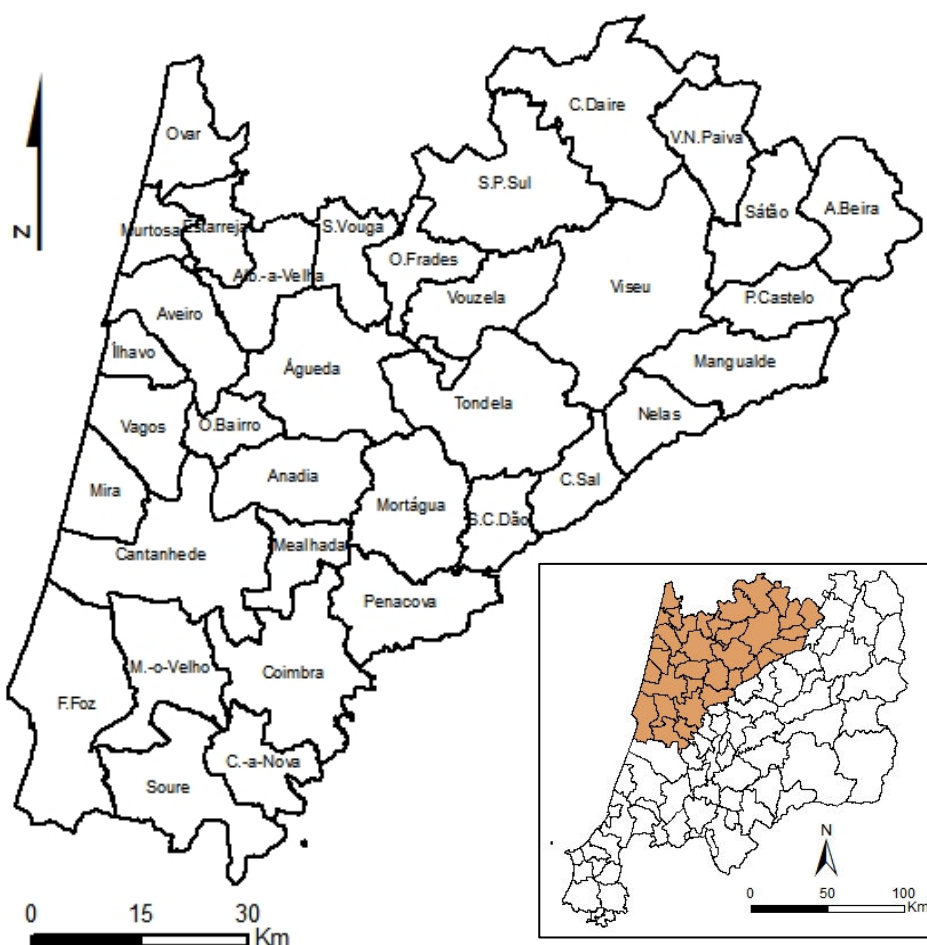 C.Daire
Ovar
V.N.Paiva
S.P.Sul
Sátão
A.Beira
Murtosa
Estarreja
S.Vouga
O.Frades
Alb.-a-Velha
Viseu
Vouzela
P.Castelo
Aveiro
Ílhavo
Águeda
Mangualde
Tondela
Nelas
Vagos
O.Bairro
Anadia
C.Sal
Mira
Mortágua
S.C.Dão
Cantanhede
Mealhada
Penacova
M.-o-Velho
Coimbra
F.Foz
C.-a-Nova
Soure
N
0 15 30
Km
N
0 50 100
Km